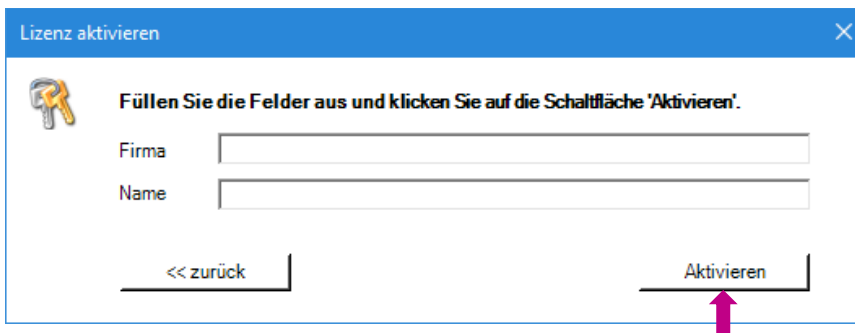 Lizenz aktivieren
Füllen Sie die Felder aus und klicken Sie auf die Schaltfläche 'Aktivieren'.
Firma
Name
<< zurück Aktivieren